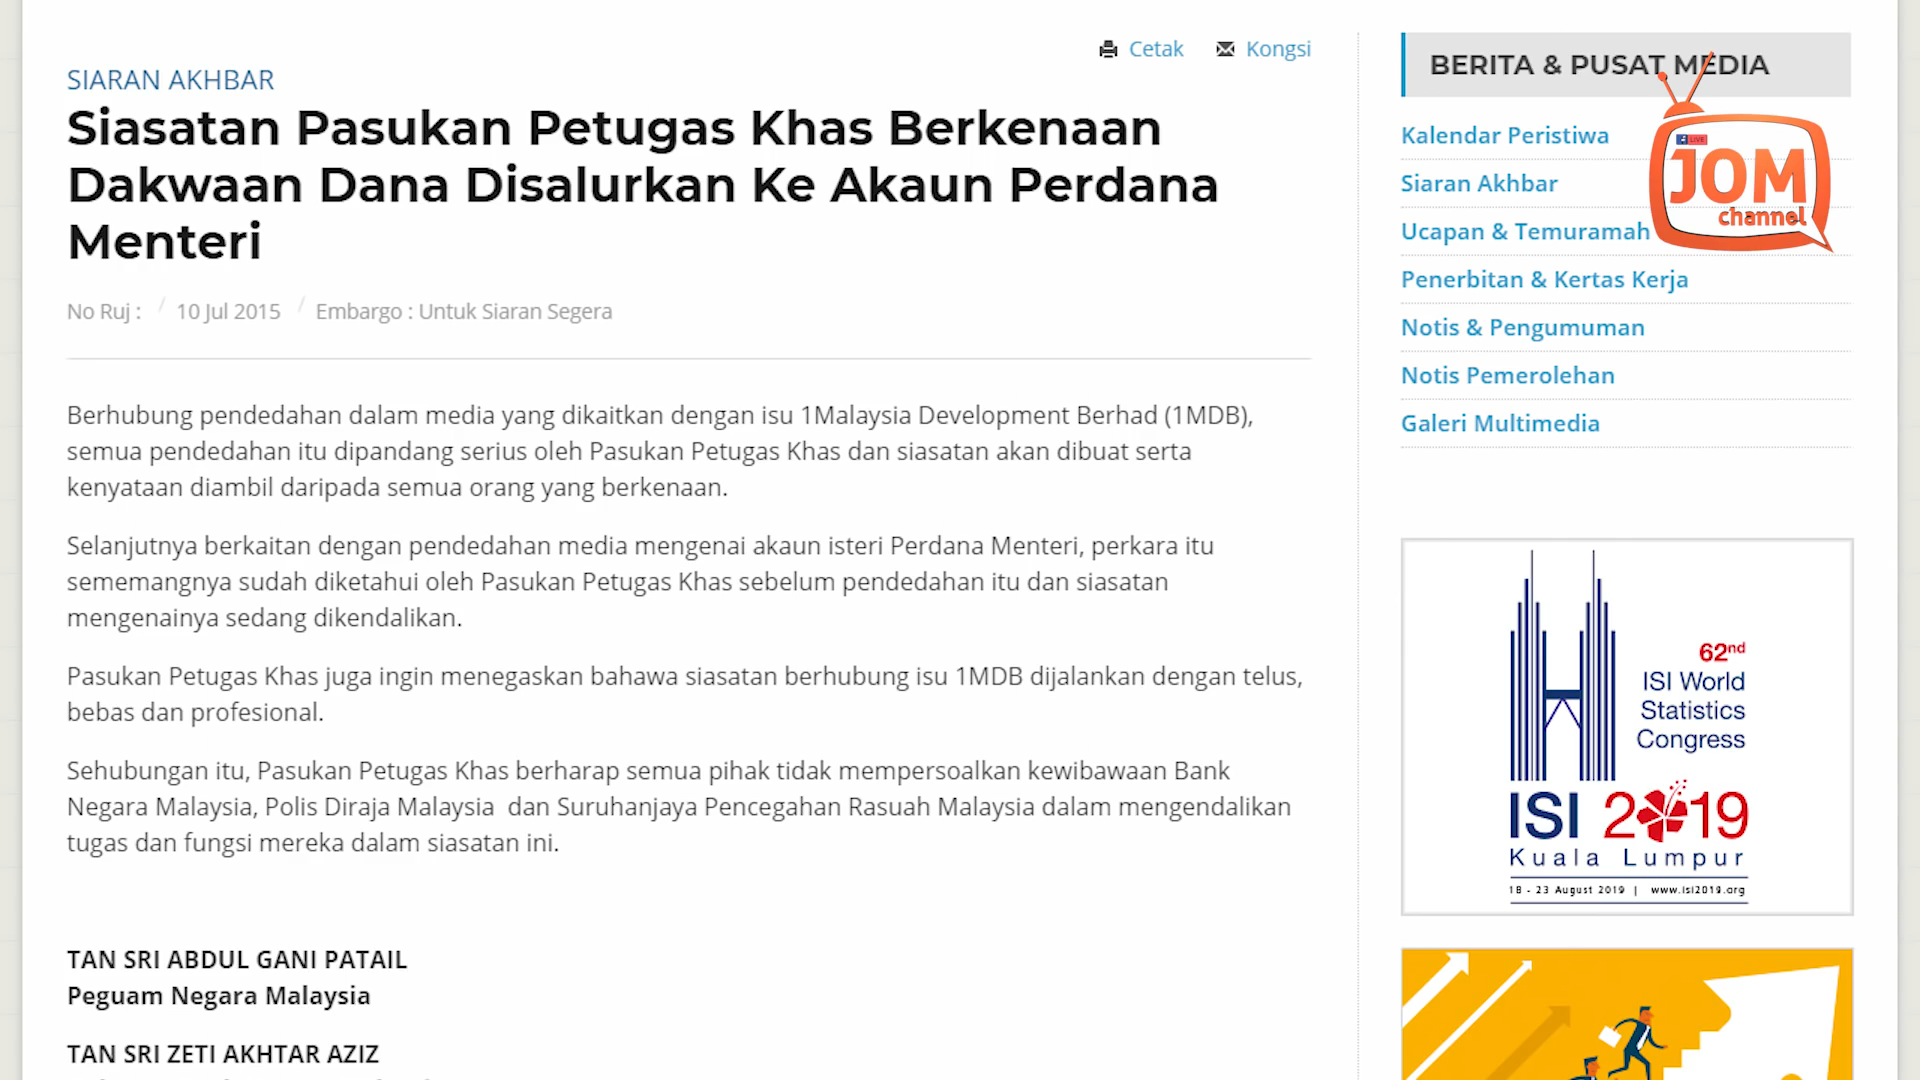 Cetak
Kongsi
SIARAN AKHBAR
Siasatan Pasukan Petugas Khas Berkenaan
Dakwaan Dana Disalurkan Ke Akaun Perdana
Menteri
No Ruj : / 10 Jul 2015 / Embargo : Untuk Siaran Segera
Berhubung pendedahan dalam media yang dikaitkan dengan isu 1Malaysia Development Berhad (1MDB),
semua pendedahan itu dipandang serius oleh Pasukan Petugas Khas dan siasatan akan dibuat serta
kenyataan diambil daripada semua orang yang berkenaan.
Selanjutnya berkaitan dengan pendedahan media mengenai akaun isteri Perdana Menteri, perkara itu
sememangnya sudah diketahui oleh Pasukan Petugas Khas sebelum pendedahan itu dan siasatan
mengenainya sedang dikendalikan.
Pasukan Petugas Khas juga ingin menegaskan bahawa siasatan berhubung isu 1MDB dijalankan dengan telus,
bebas dan profesional.
Sehubungan itu, Pasukan Petugas Khas berharap semua pihak tidak mempersoalkan kewibawaan Bank
Negara Malaysia, Polis Diraja Malaysia dan Suruhanjaya Pencegahan Rasuah Malaysia dalam mengendalikan
tugas dan fungsi mereka dalam siasatan ini.
TAN SRI ABDUL GANI PATAIL
Peguam Negara Malaysia
TAN SRI ZETI AKHTAR AZIZ
BERITA & PUSAT MEDIA
Kalendar Peristiwa
Siaran Akhbar
Ucapan & Temuramah
Penerbitan & Kertas Kerja
Notis & Pengumuman
Notis Pemerolehan
Galeri Multimedia
LIVE
JOM
channel
62nd
ISI World
Statistics
Congress
ISI 2019
Kuala Lumpur
18 - 23 August 2019 | www.isi2019.org